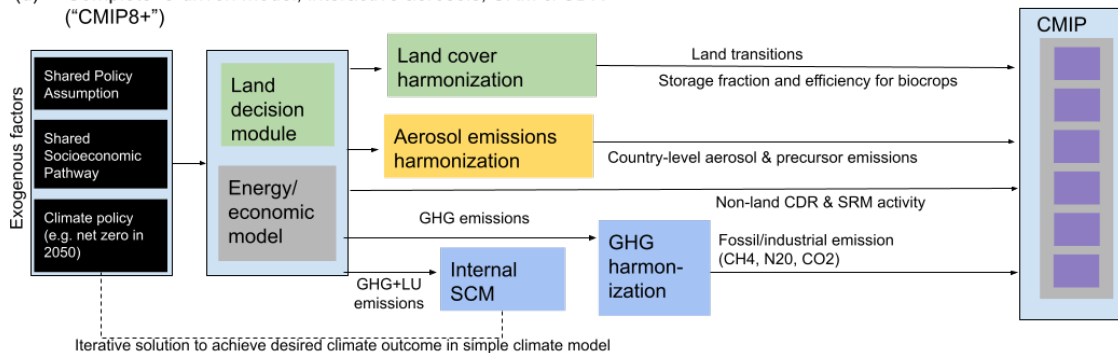 ("CMIP8+")
Exogenous factors
Shared Policy
Assumption
Shared
Socioeconomic
Pathway
Climate policy
(e.g. net zero in
2050)
Land
decision
module
Energy/
economic
model
Land cover
harmonization
Aerosol emissions
harmonization
GHG emissions
GHG+LU
emissions
Internal
SCM
GHG
harmon-
ization
Land transitions
Storage fraction and efficiency for biocrops
Country-level aerosol & precursor emissions
Non-land CDR & SRM activity
Fossil/industrial emission
(CH4, N20, CO2)
CMIP
Iterative solution to achieve desired climate outcome in simple climate model